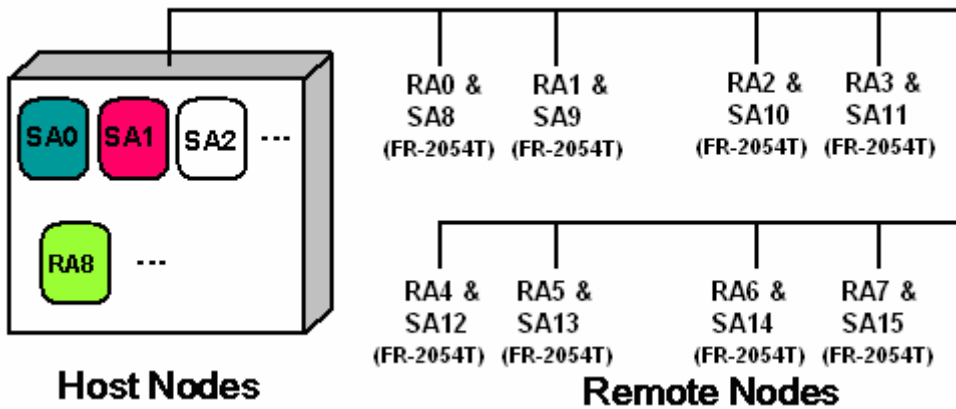 RA0 &
SA8
(FR-2054T)
RA1 &
SA9
(FR-2054T)
RA2 &
SA10
(FR-2054T)
RA3 &
SA11
(FR-2054T)
SA0
SA1
SA2
---
RA8
---
RA4 &
SA12
(FR-2054T)
RA5 &
SA13
(FR-2054T)
RA6 &
SA14
(FR-2054T)
RA7 &
SA15
(FR-2054T)
Host Nodes
Remote Nodes